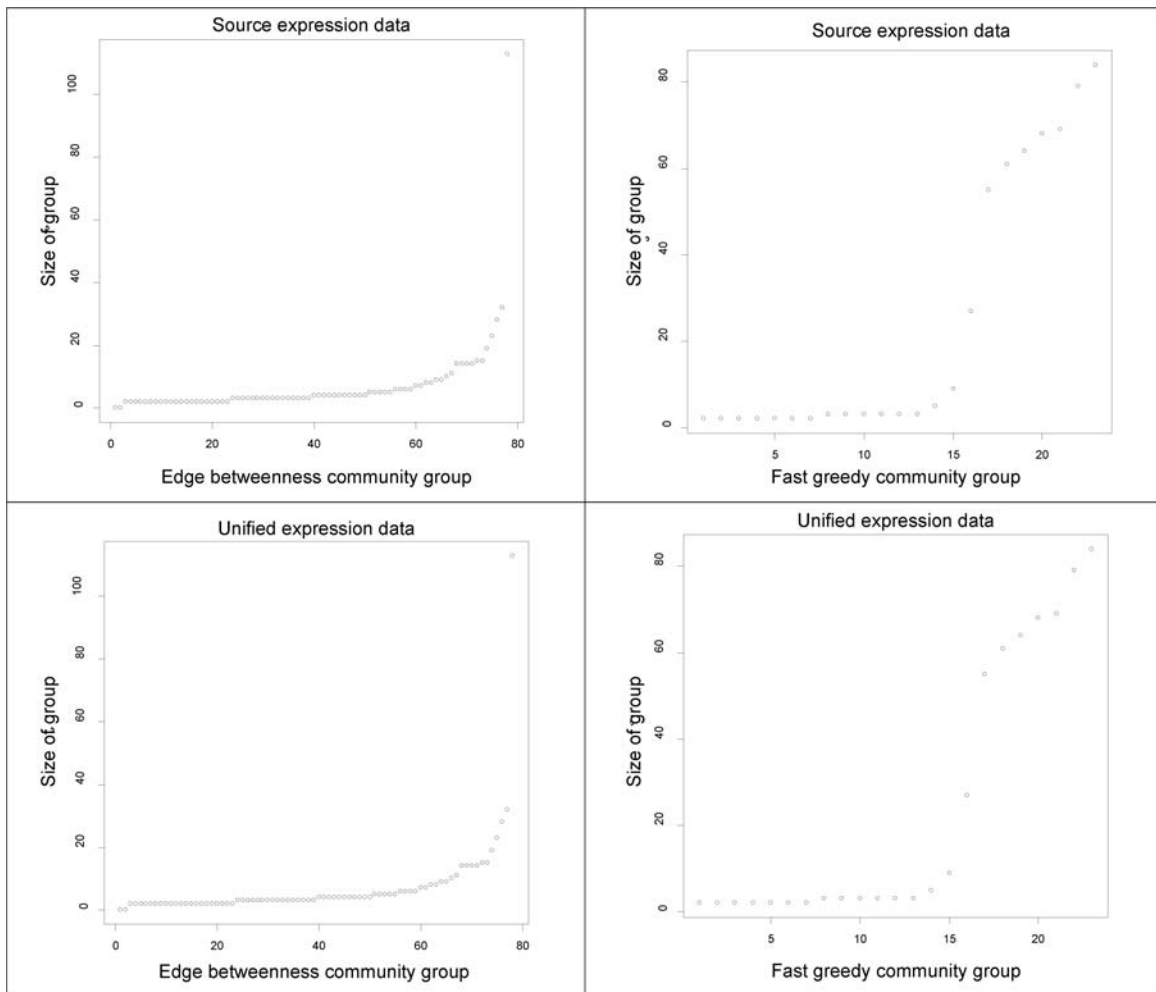 Source expression data
100
80
60
40
20
0
Size of group
0 20 40 60 80
Edge betweenness community group
Source expression data
80
60
40
20
0
Size of group
5 10 15 20
Fast greedy community group
Unified expression data
100
80
60
40
20
0
Size of group
0 20 40 60 80
Edge betweenness community group
Unified expression data
80
60
40
20
0
Size of group
5 10 15 20
Fast greedy community group